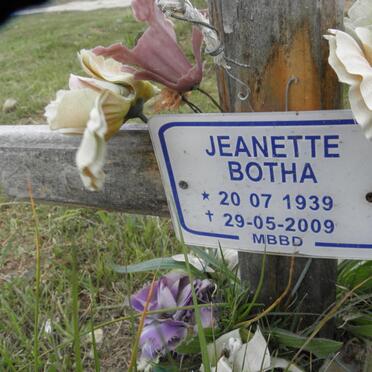 JEANETTE
BOTHA
* 20 07 1939
† 29-05-2009
MBBD